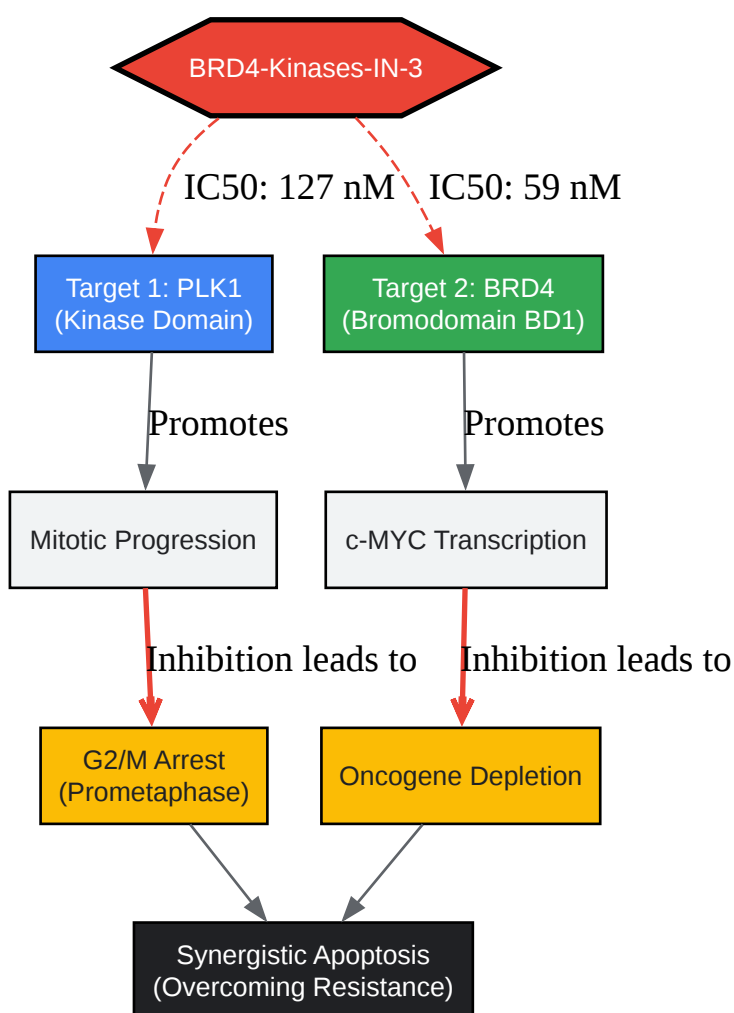 BRD4-Kinases-IN-3
IC50: 127 nM
IC50: 59 nM
Target 1: PLK1
(Kinase Domain)
Target 2: BRD4
(Bromodomain BD1)
Promotes
Promotes
Mitotic Progression
c-MYC Transcription
Inhibition leads to
Inhibition leads to
G2/M Arrest
(Prometaphase)
Oncogene Depletion
Synergistic Apoptosis
(Overcoming Resistance)